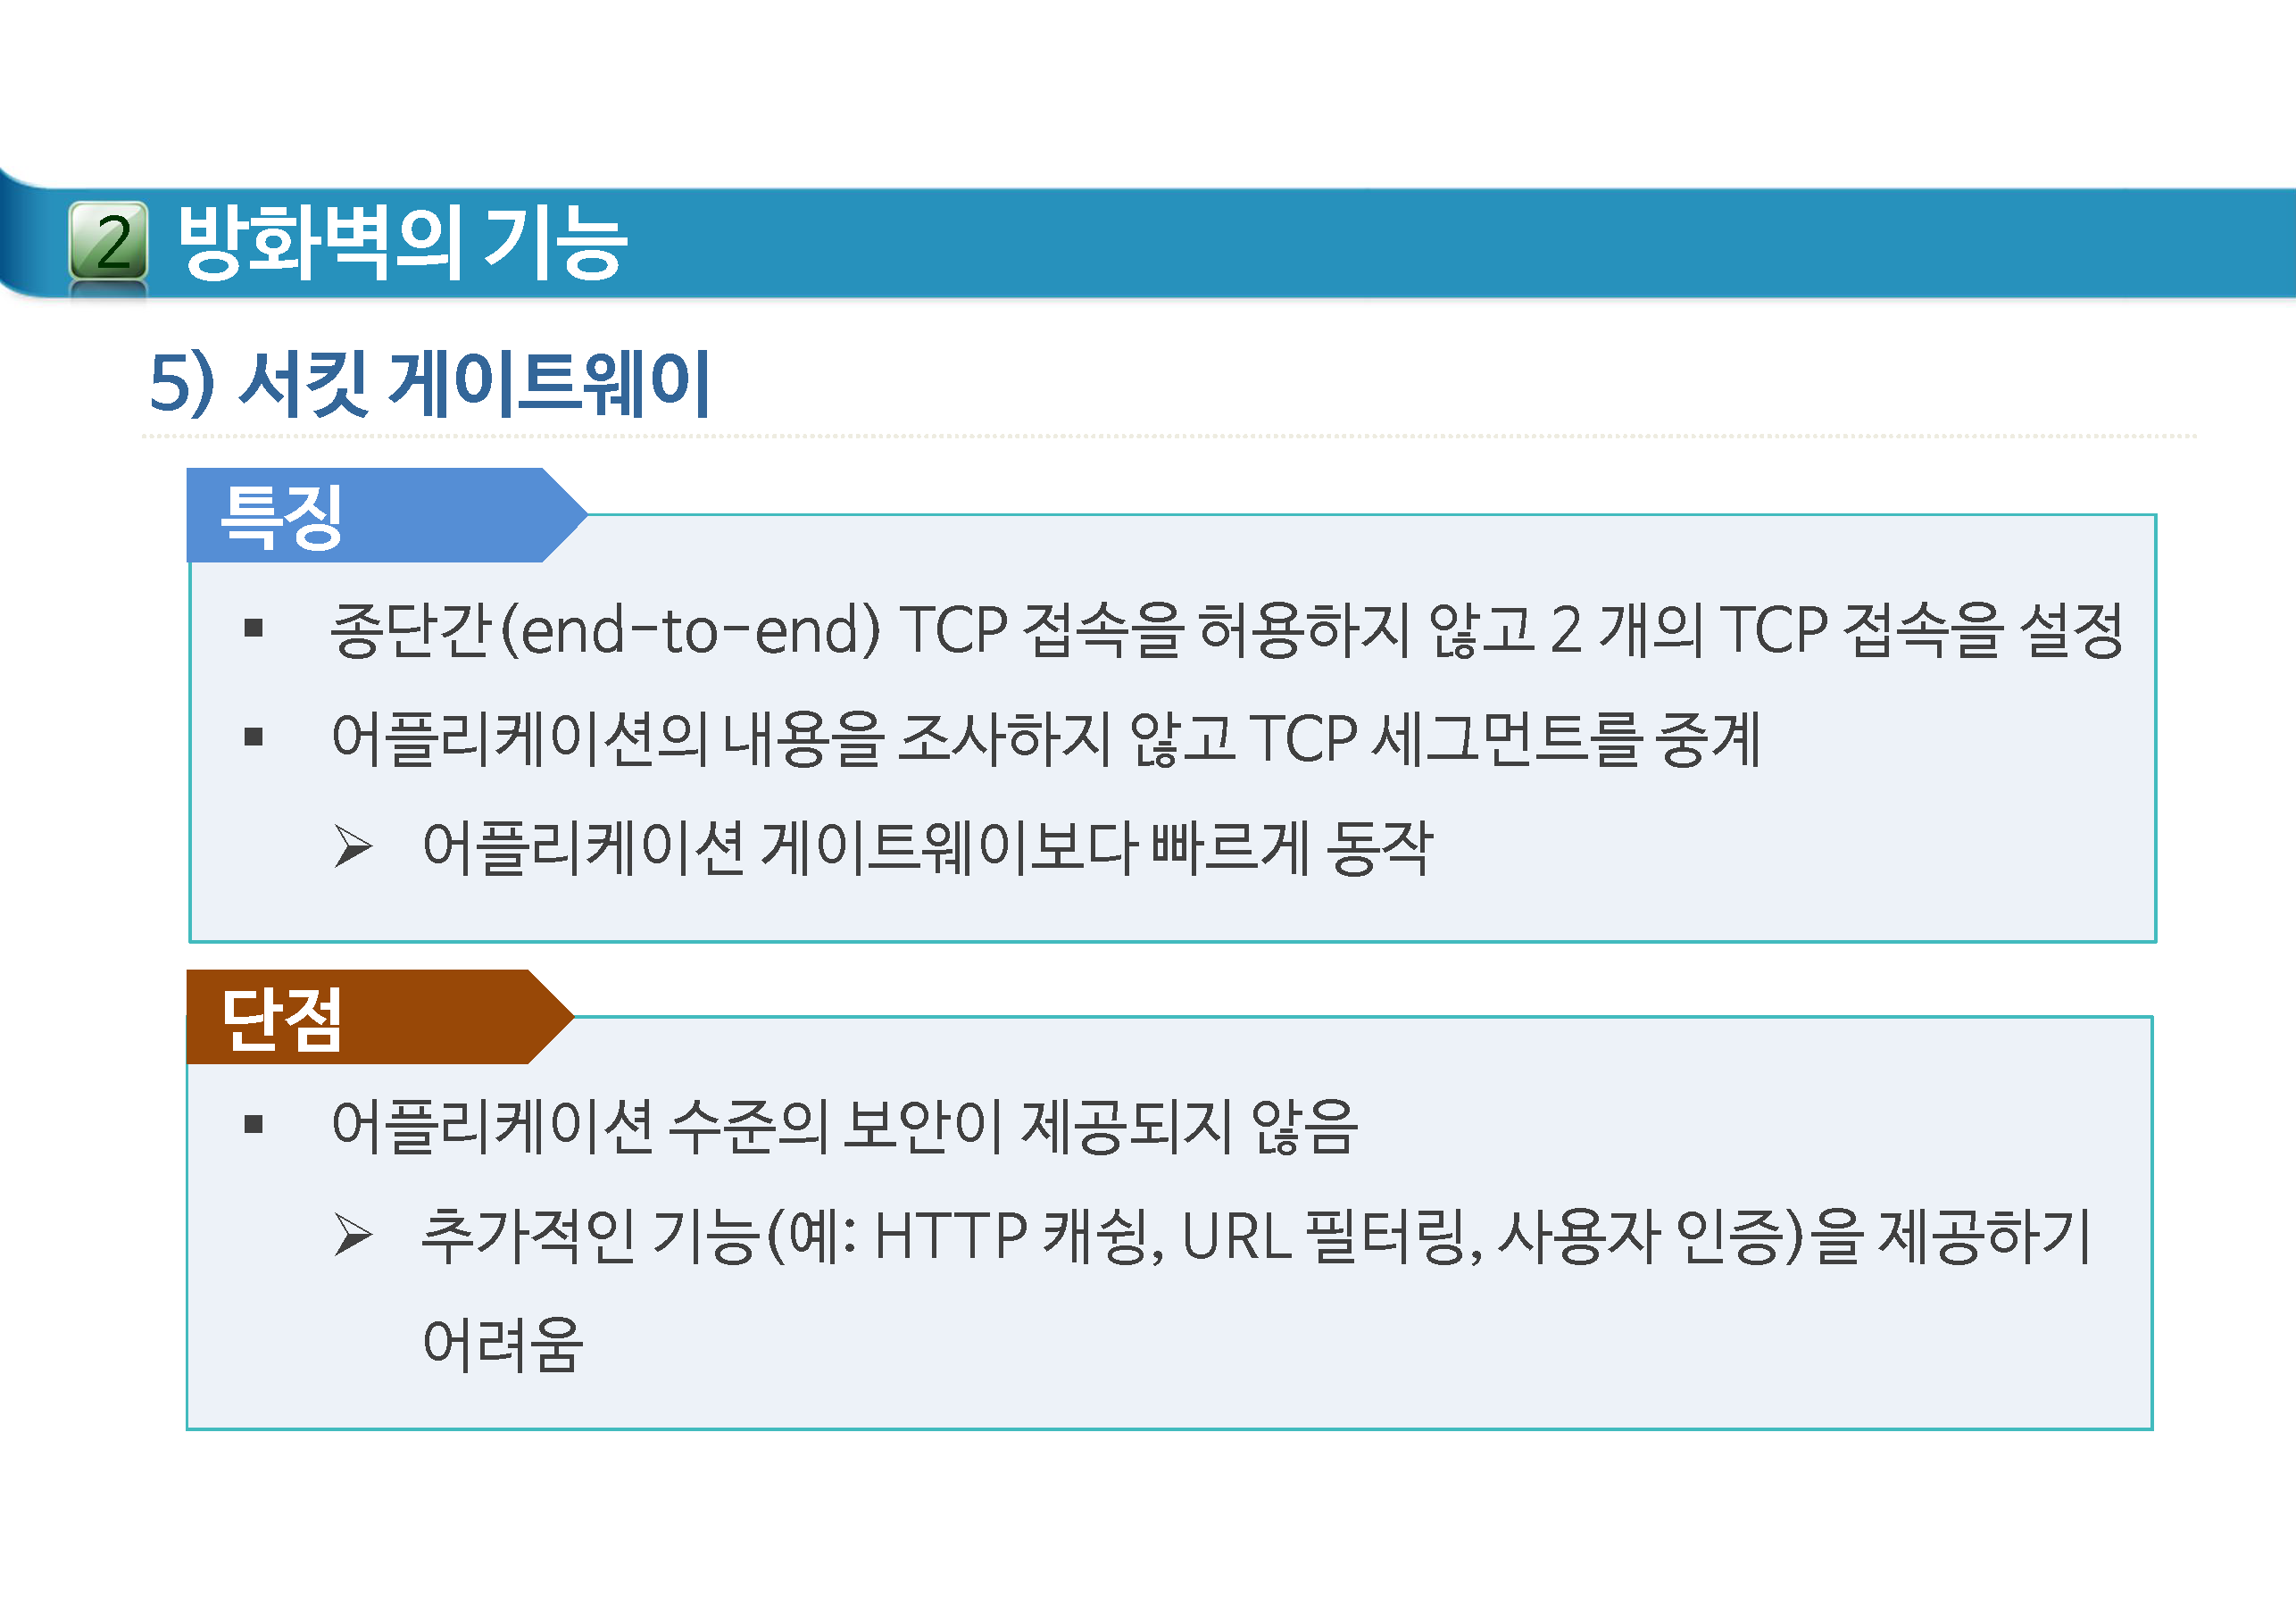 2 방화벽의 기능
5) 서킷 게이트웨이
특징
▪ 종단간(end-to-end) TCP 접속을 허용하지 않고 2 개의 TCP 접속을 설정
▪ 어플리케이션의 내용을 조사하지 않고 TCP 세그먼트를 중계
➢ 어플리케이션 게이트웨이보다 빠르게 동작
단점
▪ 어플리케이션 수준의 보안이 제공되지 않음
➢ 추가적인 기능(예: HTTP 캐슁, URL 필터링, 사용자 인증)을 제공하기
어려움